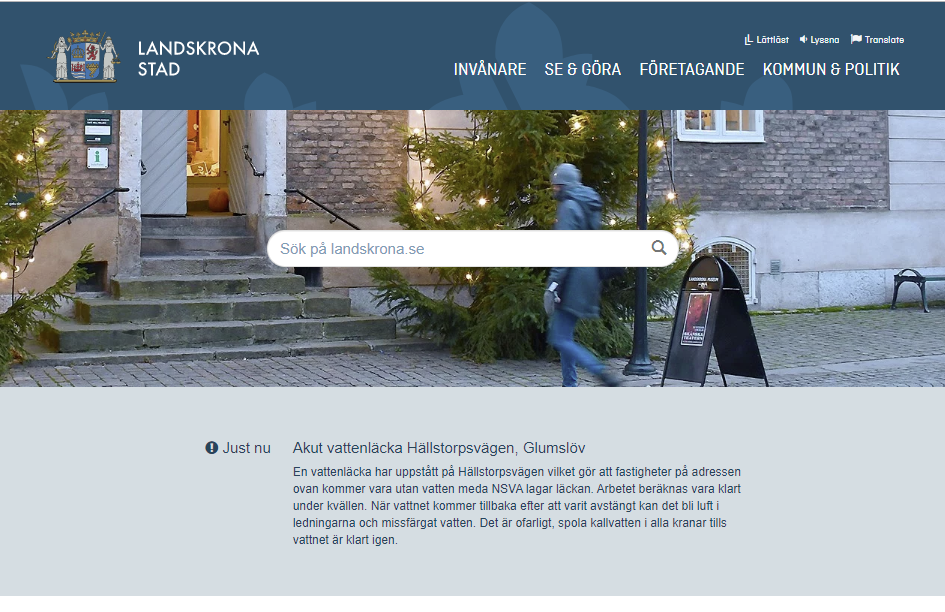 LANDSKRONA
STAD
Lättläst Lyssna Translate
INVÅNARE SE & GÖRA FÖRETAGANDE KOMMUN & POLITIK
Sök på landskrona.se
LANDSKRONA MUSEUM
Just nu
Akut vattenläcka Hällstorpsvägen, Glumslöv
En vattenläcka har uppstått på Hällstorpsvägen vilket gör att fastigheter på adressen
ovan kommer vara utan vatten meda NSVA lagar läckan. Arbetet beräknas vara klart
under kvällen. När vattnet kommer tillbaka efter att varit avstängt kan det bli luft i
ledningarna och missfärgat vatten. Det är ofarligt, spola kallvatten i alla kranar tills
vattnet är klart igen.